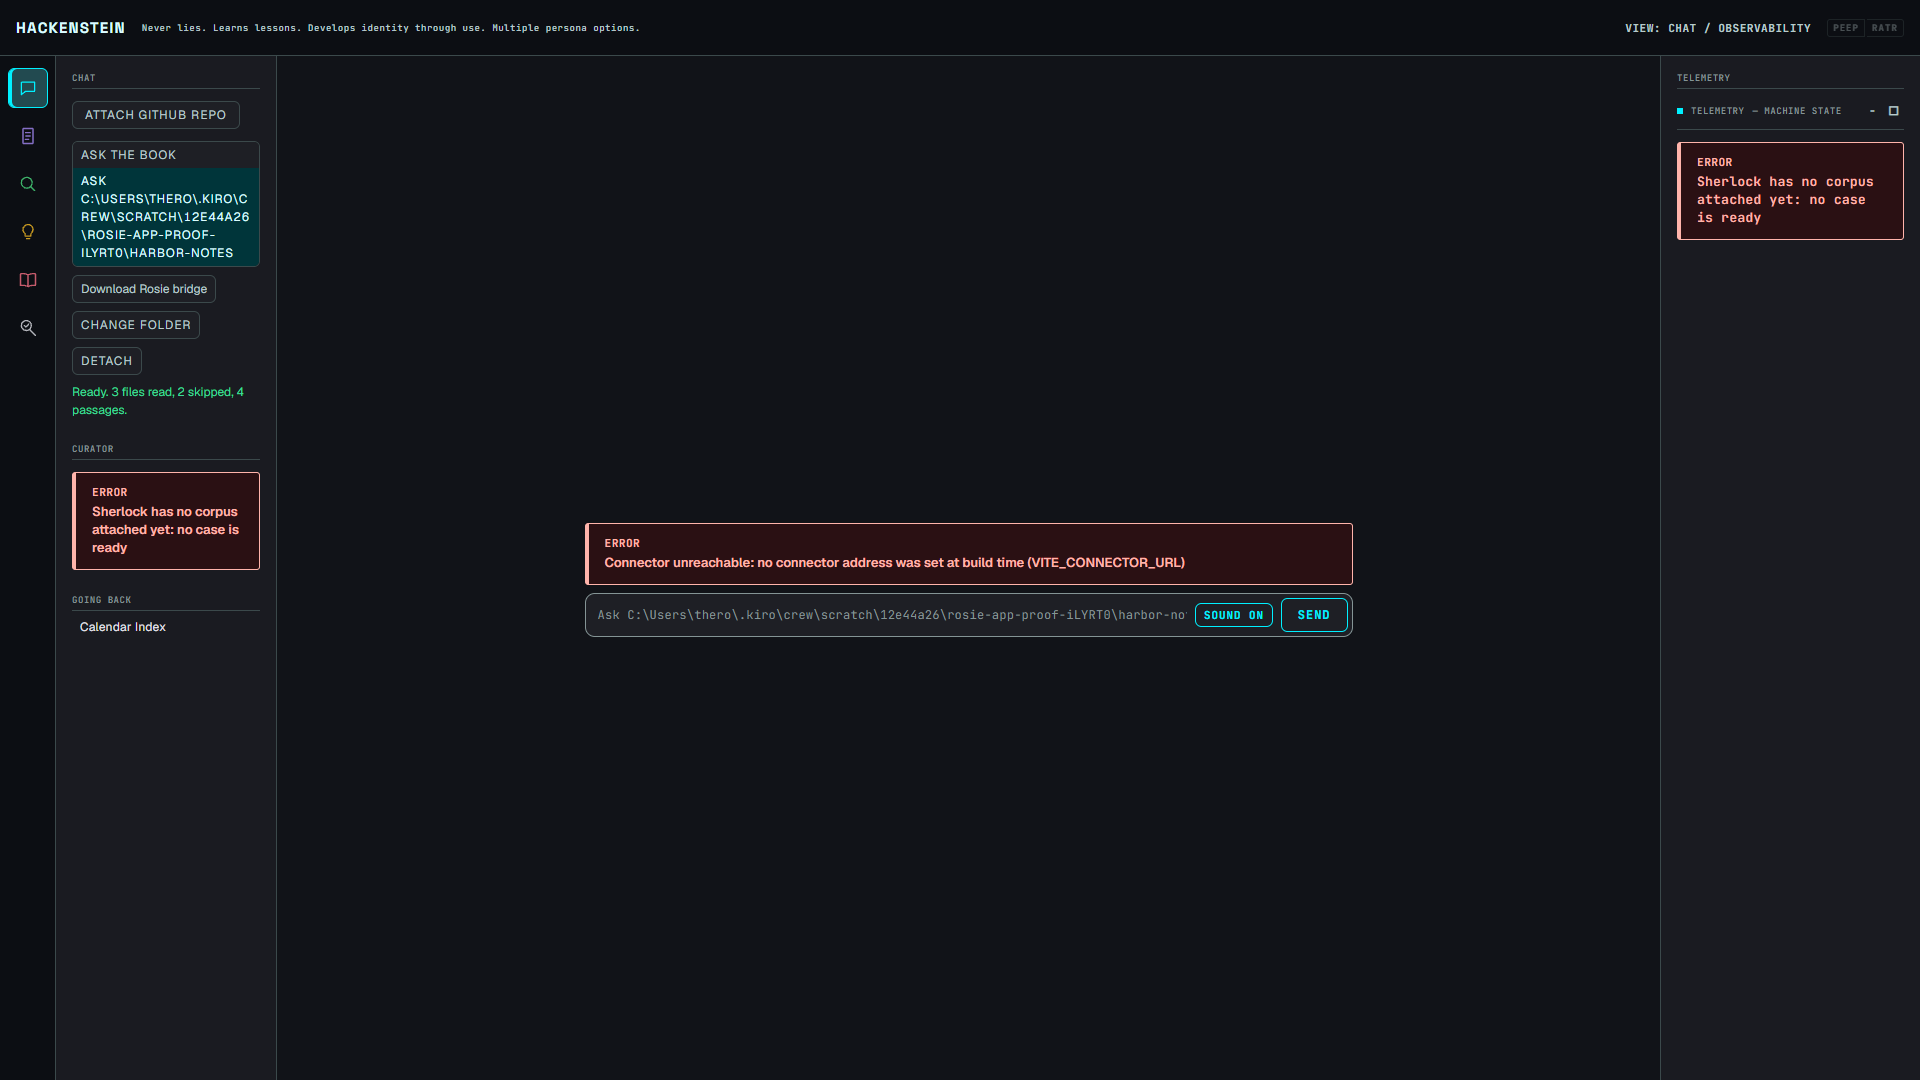 HACKENSTEIN
Never lies. Learns lessons. Develops identity through use. Multiple persona options.
VIEW: CHAT / OBSERVABILITY
PEEP
RATR
CHAT
ATTACH GITHUB REPO
ASK THE BOOK
ASK
C:\USERS\THERO\.KIRO\C
REW\SCRATCH\12E44A26
\ROSIE-APP-PROOF-
ILYRT0\HARBOR-NOTES
Download Rosie bridge
CHANGE FOLDER
DETACH
Ready. 3 files read, 2 skipped, 4
passages.
CURATOR
ERROR
Sherlock has no corpus
attached yet: no case is
ready
GOING BACK
Calendar Index
ERROR
Connector unreachable: no connector address was set at build time (VITE_CONNECTOR_URL)
Ask C:\Users\thero\.kiro\crew\scratch\12e44a26\rosie-app-proof-iLYRT0\harbor-no
SOUND ON
SEND
TELEMETRY
TELEMETRY — MACHINE STATE
ERROR
Sherlock has no corpus
attached yet: no case
is ready